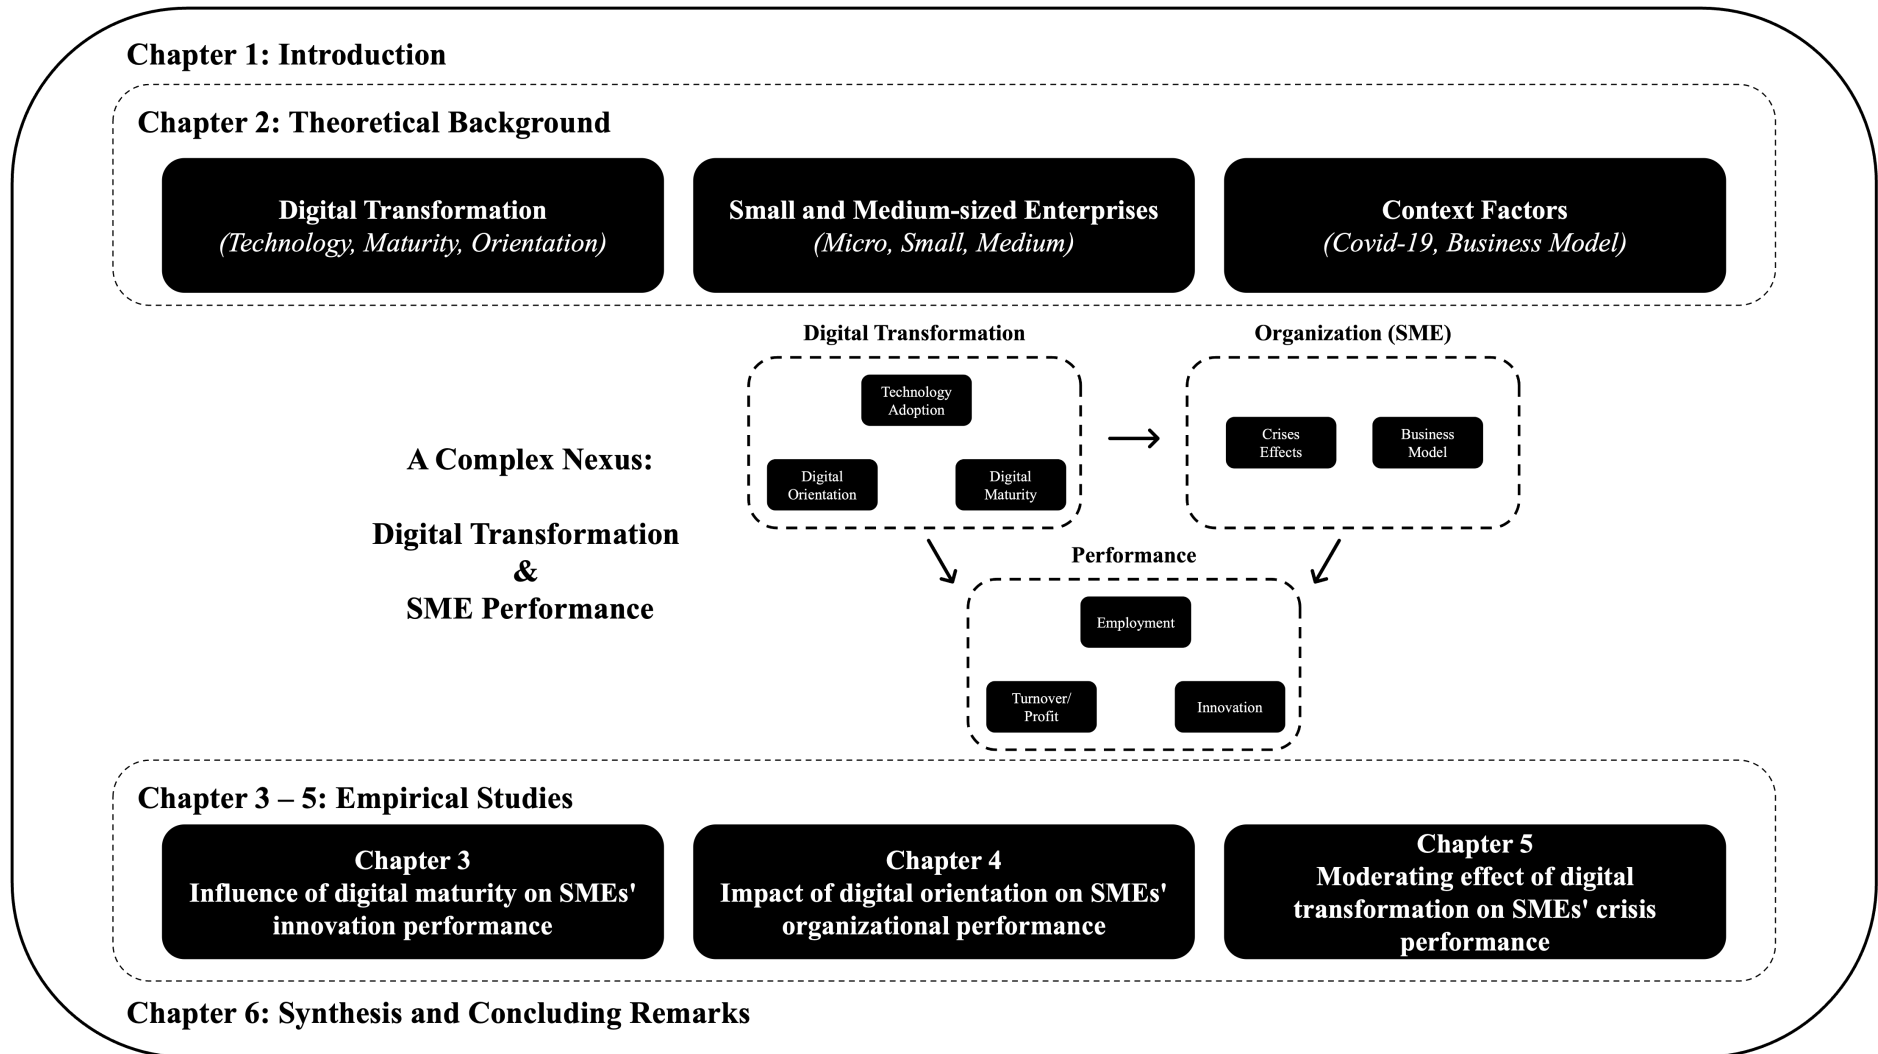 Chapter 1: Introduction
Chapter 2: Theoretical Background
Digital Transformation
(Technology, Maturity, Orientation)
Small and Medium-sized Enterprises
(Micro, Small, Medium)
Context Factors
(Covid-19, Business Model)
A Complex Nexus:
Digital Transformation
&
SME Performance
Digital Transformation
Technology
Adoption
Digital
Orientation
Digital
Maturity
Organization (SME)
Crises
Effects
Business
Model
Performance
Employment
Turnover/
Profit
Innovation
Chapter 3 – 5: Empirical Studies
Chapter 3
Influence of digital maturity on SMEs'
innovation performance
Chapter 4
Impact of digital orientation on SMEs'
organizational performance
Chapter 5
Moderating effect of digital
transformation on SMEs' crisis
performance
Chapter 6: Synthesis and Concluding Remarks